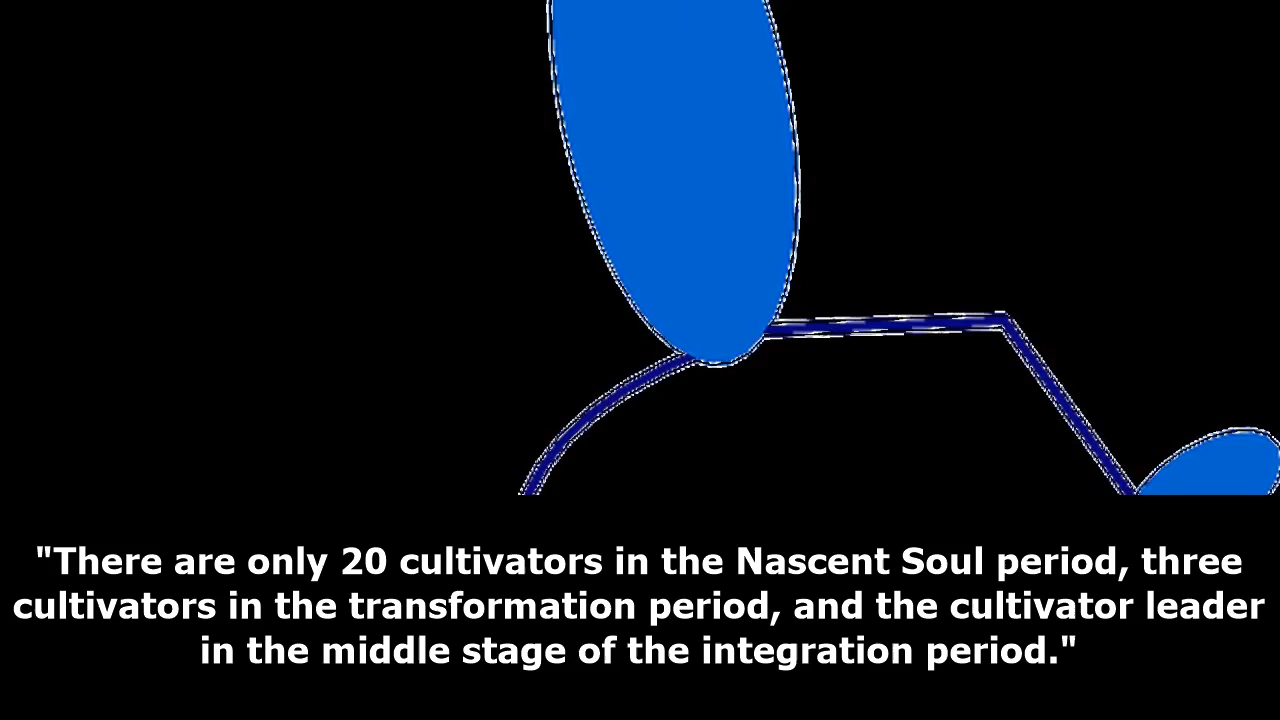 "There are only 20 cultivators in the Nascent Soul period, three
cultivators in the transformation period, and the cultivator leader
in the middle stage of the integration period."